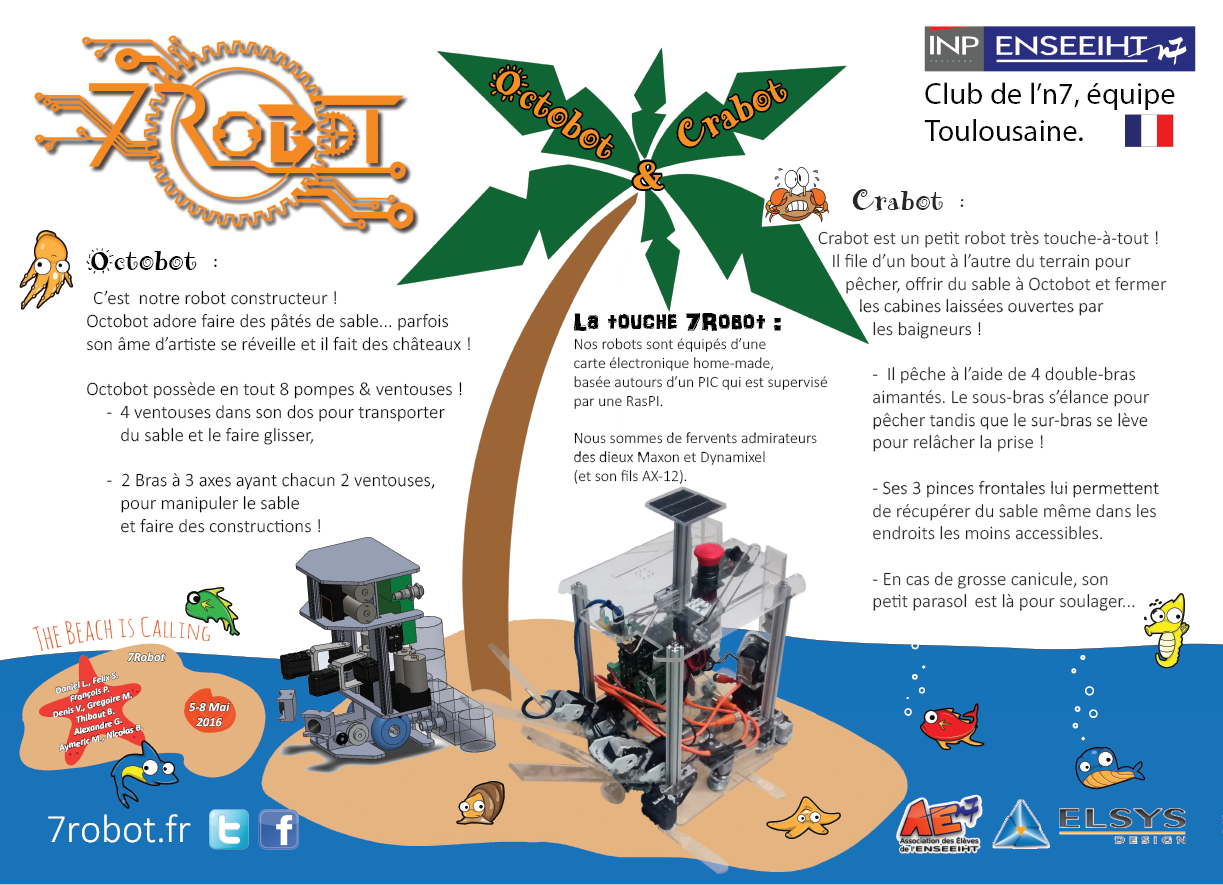 7RoBoT
Octobot
&
Crabot
INP
TOULOUSE
ENSEEIHT n7
Club de l'n7, équipe
Toulousaine.
Octobot :
C'est notre robot constructeur !
Octobot adore faire des pâtés de sable... parfois
son âme d'artiste se réveille et il fait des châteaux !
Octobot possède en tout 8 pompes & ventouses !
- 4 ventouses dans son dos pour transporter
du sable et le faire glisser,
- 2 Bras à 3 axes ayant chacun 2 ventouses,
pour manipuler le sable
et faire des constructions !
La touche 7Robot :
Nos robots sont équipés d'une
carte électronique home-made,
basée autours d'un PIC qui est supervisé
par une RasPI.
Nous sommes de fervents admirateurs
des dieux Maxon et Dynamixel
(et son fils AX-12).
Crabot :
Crabot est un petit robot très touche-à-tout !
Il file d'un bout à l'autre du terrain pour
pêcher, offrir du sable à Octobot et fermer
les cabines laissées ouvertes par
les baigneurs !
- Il pêche à l'aide de 4 double-bras
aimantés. Le sous-bras s'élance pour
pêcher tandis que le sur-bras se lève
pour relâcher la prise !
- Ses 3 pinces frontales lui permettent
de récupérer du sable même dans les
endroits les moins accessibles.
- En cas de grosse canicule, son
petit parasol est là pour soulager...
The Beach is Calling
7Robot
Daniel L., Felix S.
François P.
Denis V., Gregoire M.
Thibaut B.
Alexandre G.
Aymeric M., Nicolas B.
5-8 Mai
2016
7robot.fr
t
f
AEn7
Association des Élèves
de l'ENSEEIHT
ELSYS
DESIGN